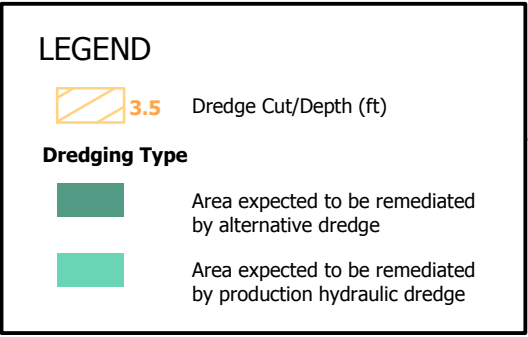 LEGEND
3.5 Dredge Cut/Depth (ft)
Dredging Type
Area expected to be remediated
by alternative dredge
Area expected to be remediated
by production hydraulic dredge